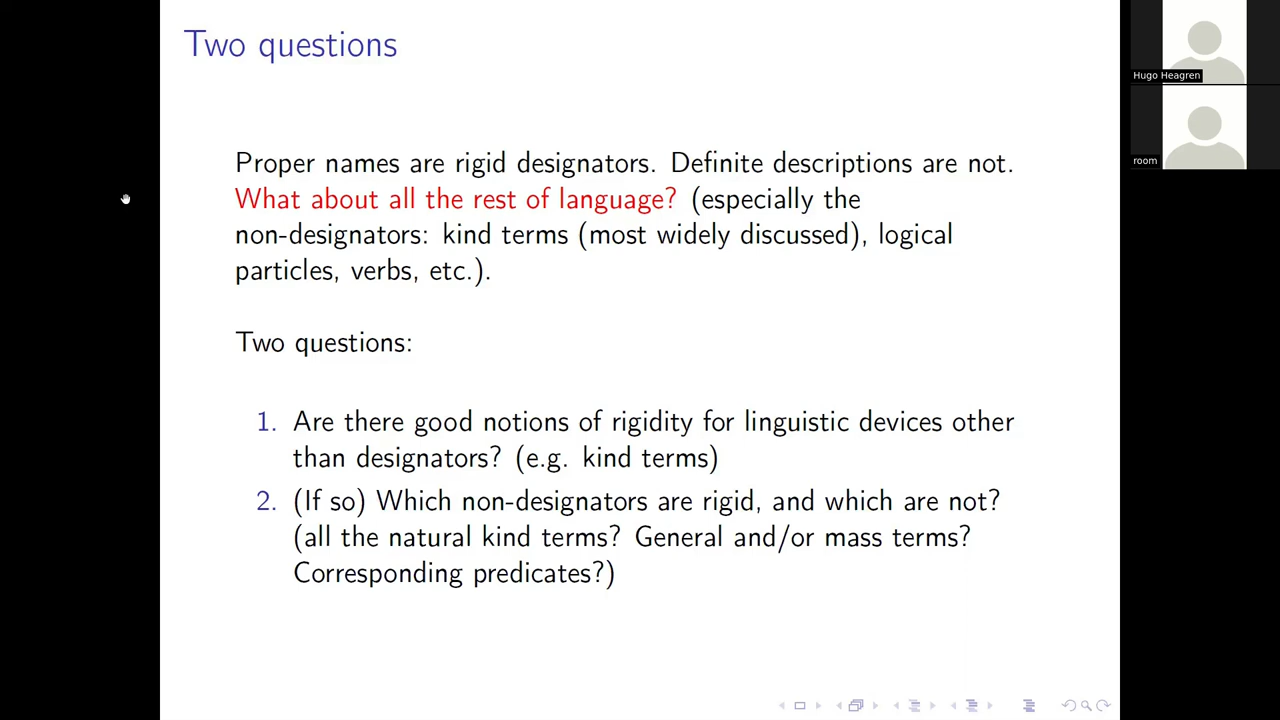 Two questions
Proper names are rigid designators. Definite descriptions are not.
What about all the rest of language? (especially the
non-designators: kind terms (most widely discussed), logical
particles, verbs, etc.).
Two questions:
1. Are there good notions of rigidity for linguistic devices other
than designators? (e.g. kind terms)
2. (If so) Which non-designators are rigid, and which are not?
(all the natural kind terms? General and/or mass terms?
Corresponding predicates?)
Hugo Heagren
room